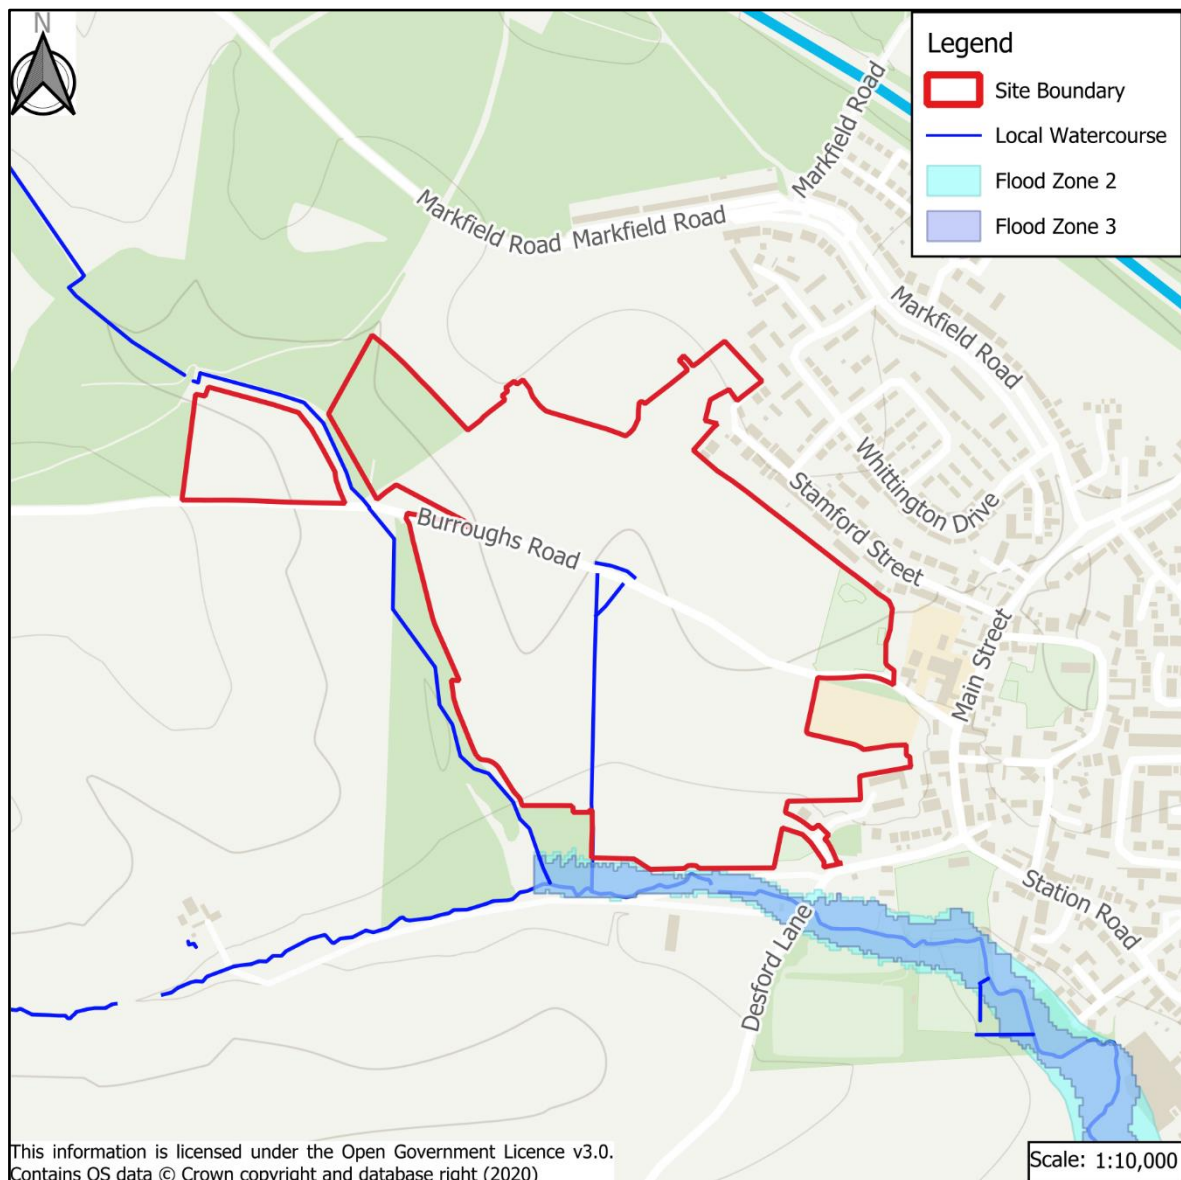 N
Legend
Site Boundary
Local Watercourse
Flood Zone 2
Flood Zone 3
Markfield Road
Markfield Road
Markfield Road
Markfield Road
Whittington Drive
Stamford Street
Burroughs Road
Main Street
Station Road
Desford Lane
This information is licensed under the Open Government Licence v3.0.
Contains OS data © Crown copyright and database right (2020)
Scale: 1:10,000